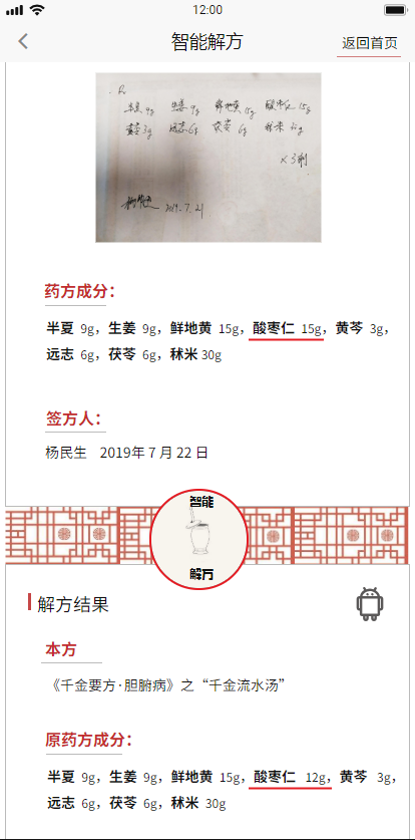 12:00
智能解方
返回首页
R
半夏 9g 生姜 9g 鲜地黄 15g 酸枣仁 15g
黄芩 3g 远志 6g 茯苓 6g 秫米
x 3剂
2019.7.21
药方成分：
半夏 9g，生姜 9g，鲜地黄 15g，酸枣仁 15g，黄芩 3g，
远志 6g，茯苓 6g，秫米 30g
签方人：
杨民生 2019年 7 月 22 日
智能
解万
解方结果
本方
《千金要方·胆腑病》之“千金流水汤”
原药方成分：
半夏 9g，生姜 9g，鲜地黄 15g，酸枣仁 12g，黄芩 3g，
远志 6g，茯苓 6g，秫米 30g